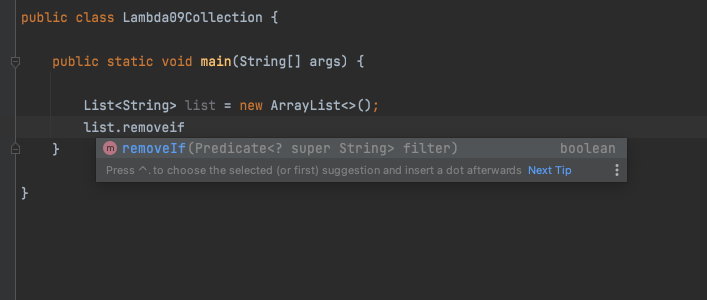 public class Lambda09Collection {
public static void main(String[] args) {
List<String> list = new ArrayList<>();
list.removeif
m removeIf(Predicate<? super String> filter) boolean
Press ^. to choose the selected (or first) suggestion and insert a dot afterwards Next Tip
}
}